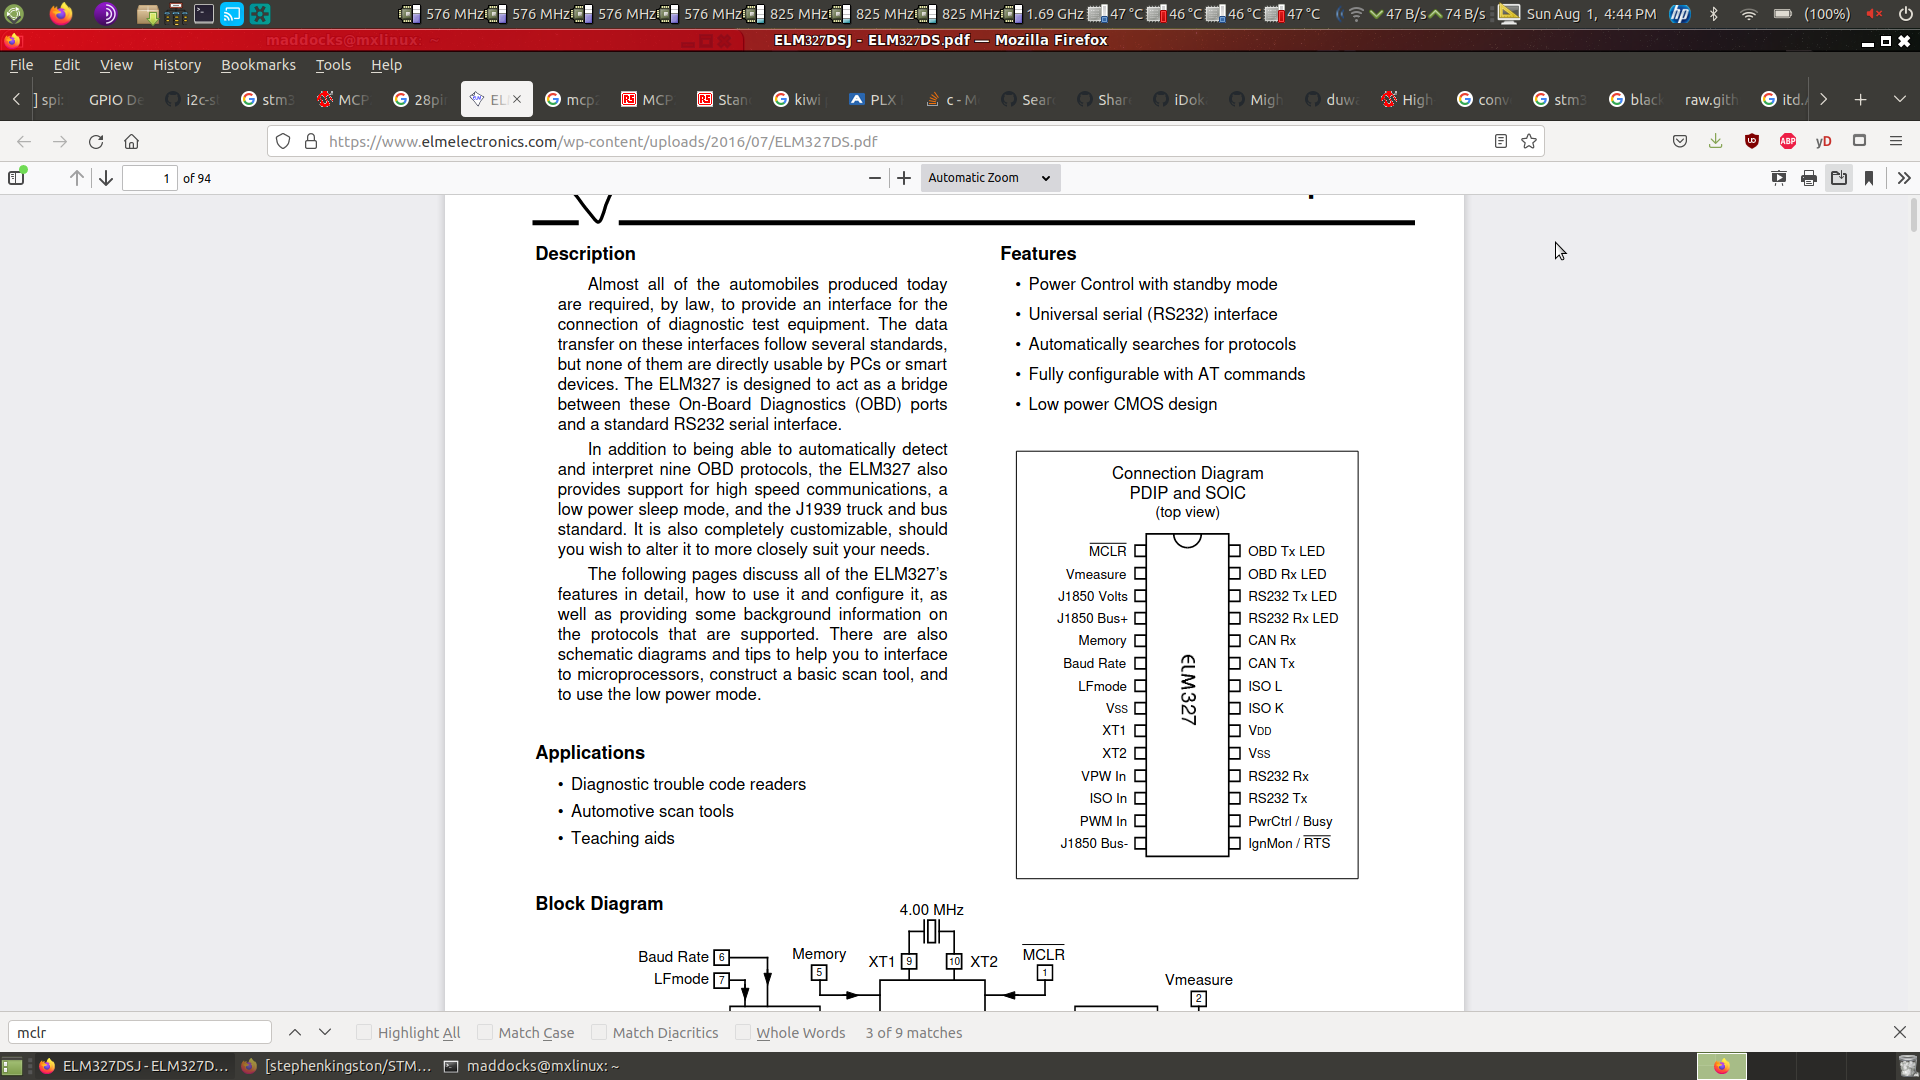 576 MHz 576 MHz 576 MHz 576 MHz 825 MHz 825 MHz 825 MHz 1.69 GHz 47 °C 46 °C 46 °C 47 °C 47 B/s 74 B/s Sun Aug 1, 4:44 PM hp (100%)
maddocks@mxlinux: ~
ELM327DSJ - ELM327DS.pdf — Mozilla Firefox
File Edit View History Bookmarks Tools Help
] spi: GPIO De i2c-s stm3 MCP 28pi EL mcp2 MCP Stan kiwi PLX c - M Sear Shar iDok Migh duw High conv stm3 black raw.gith itd.
https://www.elmelectronics.com/wp-content/uploads/2016/07/ELM327DS.pdf ABP yD
1 of 94 Automatic Zoom
Description
Almost all of the automobiles produced today
are required, by law, to provide an interface for the
connection of diagnostic test equipment. The data
transfer on these interfaces follow several standards,
but none of them are directly usable by PCs or smart
devices. The ELM327 is designed to act as a bridge
between these On-Board Diagnostics (OBD) ports
and a standard RS232 serial interface.
In addition to being able to automatically detect
and interpret nine OBD protocols, the ELM327 also
provides support for high speed communications, a
low power sleep mode, and the J1939 truck and bus
standard. It is also completely customizable, should
you wish to alter it to more closely suit your needs.
The following pages discuss all of the ELM327's
features in detail, how to use it and configure it, as
well as providing some background information on
the protocols that are supported. There are also
schematic diagrams and tips to help you to interface
to microprocessors, construct a basic scan tool, and
to use the low power mode.
Applications
• Diagnostic trouble code readers
• Automotive scan tools
• Teaching aids
Features
• Power Control with standby mode
• Universal serial (RS232) interface
• Automatically searches for protocols
• Fully configurable with AT commands
• Low power CMOS design
Connection Diagram
PDIP and SOIC
(top view)
MCLR OBD Tx LED
Vmeasure OBD Rx LED
J1850 Volts RS232 Tx LED
J1850 Bus+ RS232 Rx LED
Memory CAN Rx
Baud Rate CAN Tx
LFmode ISO L
Vss ISO K
XT1 VDD
XT2 Vss
VPW In RS232 Rx
ISO In RS232 Tx
PWM In PwrCtrl / Busy
J1850 Bus- IgnMon / RTS
ELM327
Block Diagram
4.00 MHz
Baud Rate 6 Memory 5 XT1 9 10 XT2 MCLR 1
LFmode 7 Vmeasure 2
mclr Highlight All Match Case Match Diacritics Whole Words 3 of 9 matches
ELM327DSJ - ELM327D... [stephenkingston/STM... maddocks@mxlinux: ~